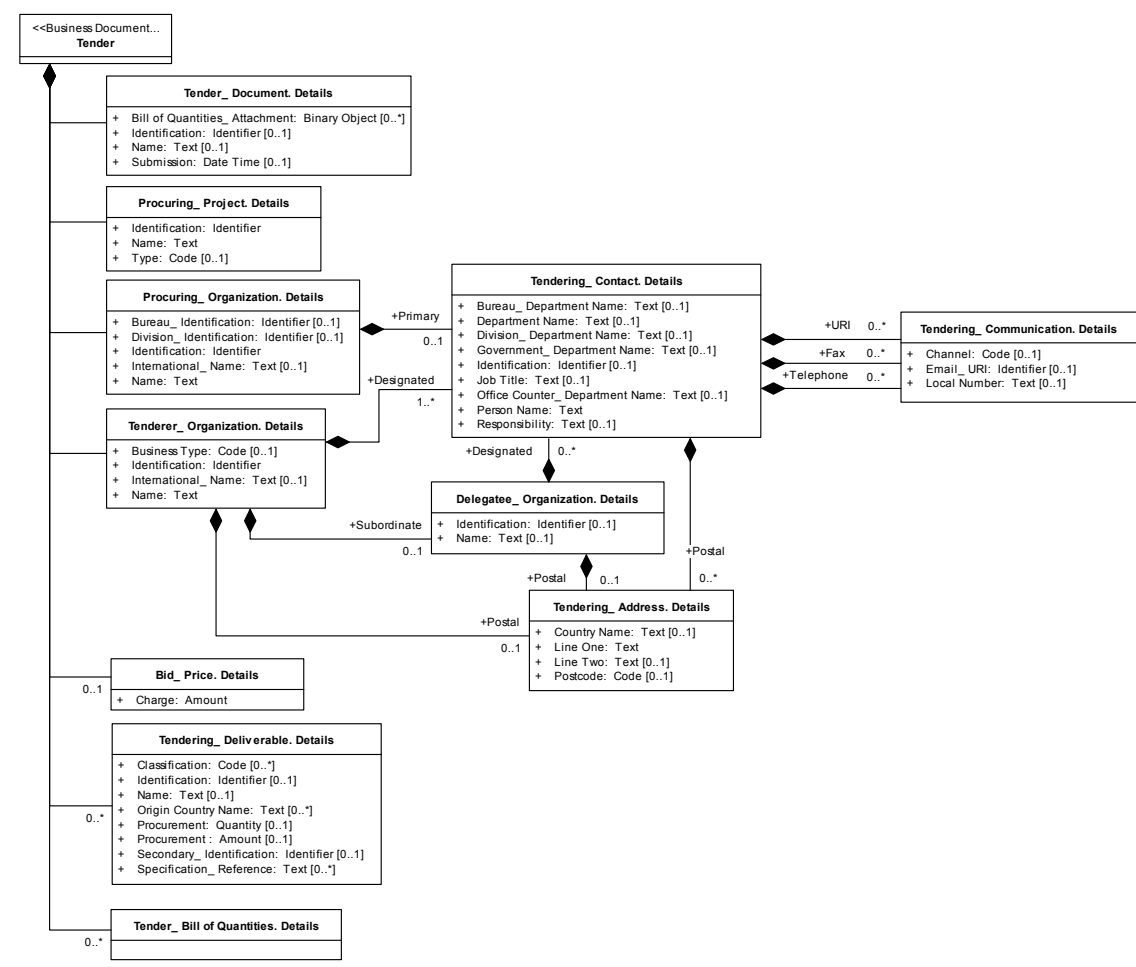 <<Business Document...
Tender
Tender_ Document. Details
+ Bill of Quantities_ Attachment: Binary Object [0..*]
+ Identification: Identifier [0..1]
+ Name: Text [0..1]
+ Submission: Date Time [0..1]
Procuring_ Project. Details
+ Identification: Identifier
+ Name: Text
+ Type: Code [0..1]
Procuring_ Organization. Details
+ Bureau_ Identification: Identifier [0..1]
+ Division_ Identification: Identifier [0..1]
+ Identification: Identifier
+ International_ Name: Text [0..1]
+ Name: Text
+Primary
0..1
Tendering_ Contact. Details
+ Bureau_ Department Name: Text [0..1]
+ Department Name: Text [0..1]
+ Division_ Department Name: Text [0..1]
+ Government_ Department Name: Text [0..1]
+ Identification: Identifier [0..1]
+ Job Title: Text [0..1]
+ Office Counter_ Department Name: Text [0..1]
+ Person Name: Text
+ Responsibility: Text [0..1]
+URI 0..*
+Fax 0..*
+Telephone 0..*
Tendering_ Communication. Details
+ Channel: Code [0..1]
+ Email_ URI: Identifier [0..1]
+ Local Number: Text [0..1]
+Designated
1..*
Tenderer_ Organization. Details
+ Business Type: Code [0..1]
+ Identification: Identifier
+ International_ Name: Text [0..1]
+ Name: Text
+Designated 0..*
Delegatee_ Organization. Details
+ Identification: Identifier [0..1]
+ Name: Text [0..1]
+Subordinate
0..1
+Postal
0..*
+Postal 0..1
Tendering_ Address. Details
+ Country Name: Text [0..1]
+ Line One: Text
+ Line Two: Text [0..1]
+ Postcode: Code [0..1]
+Postal
0..1
Bid_ Price. Details
+ Charge: Amount
0..1
Tendering_ Deliverable. Details
+ Classification: Code [0..*]
+ Identification: Identifier [0..1]
+ Name: Text [0..1]
+ Origin Country Name: Text [0..*]
+ Procurement: Quantity [0..1]
+ Procurement : Amount [0..1]
+ Secondary_ Identification: Identifier [0..1]
+ Specification_ Reference: Text [0..*]
0..*
Tender_ Bill of Quantities. Details
0..*